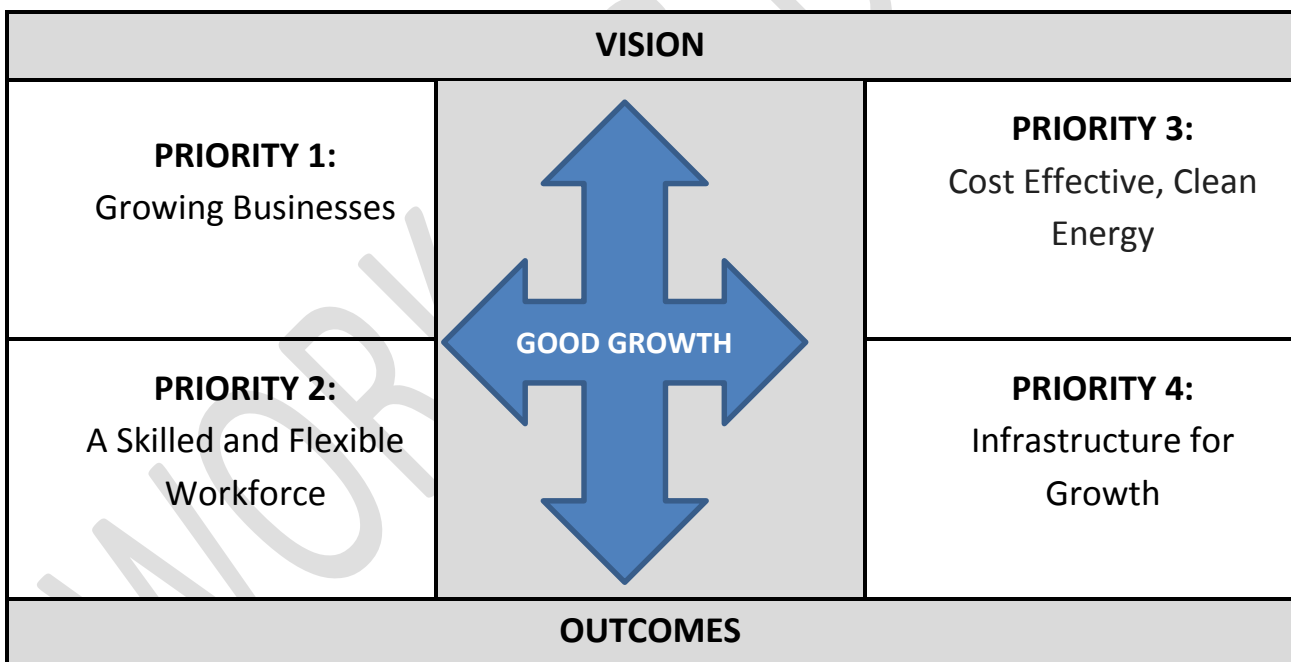 VISION
PRIORITY 1:
Growing Businesses
PRIORITY 2:
A Skilled and Flexible
Workforce
GOOD GROWTH
PRIORITY 3:
Cost Effective, Clean
Energy
PRIORITY 4:
Infrastructure for
Growth
OUTCOMES
WORK